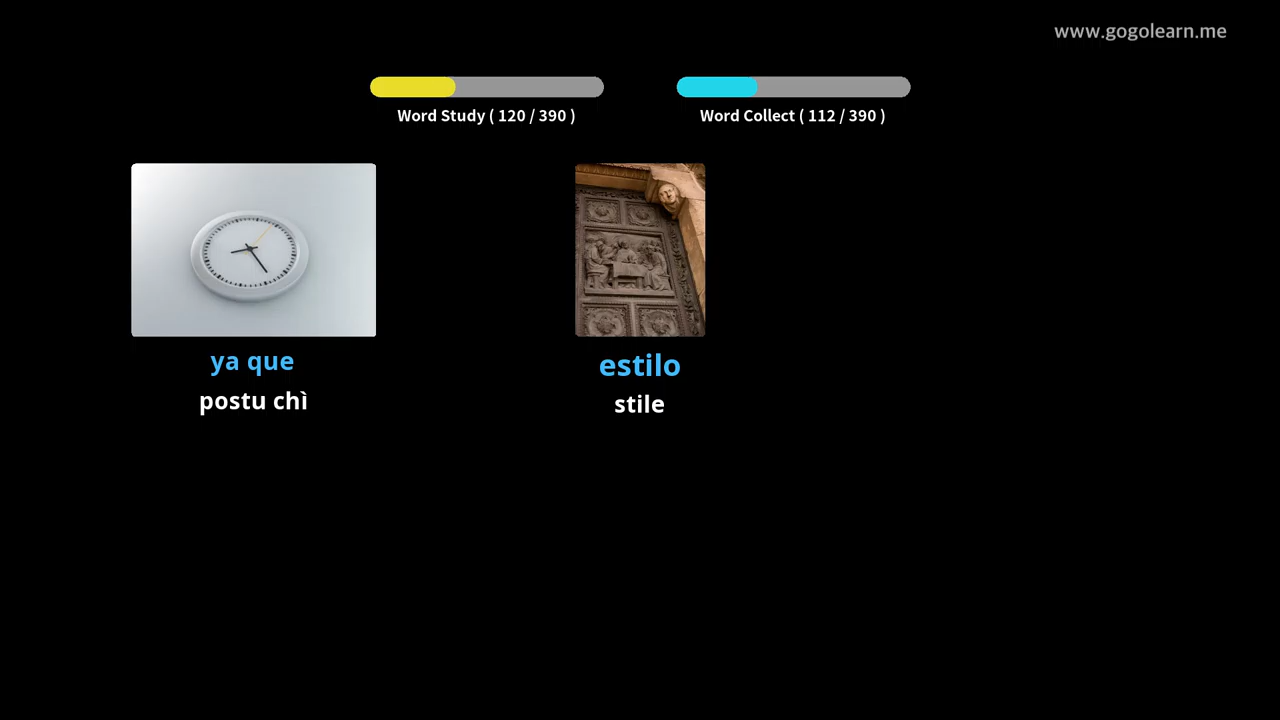 www.gogolearn.me
Word Study ( 120 / 390 )
Word Collect ( 112 / 390 )
ya que
postu chì
estilo
stile